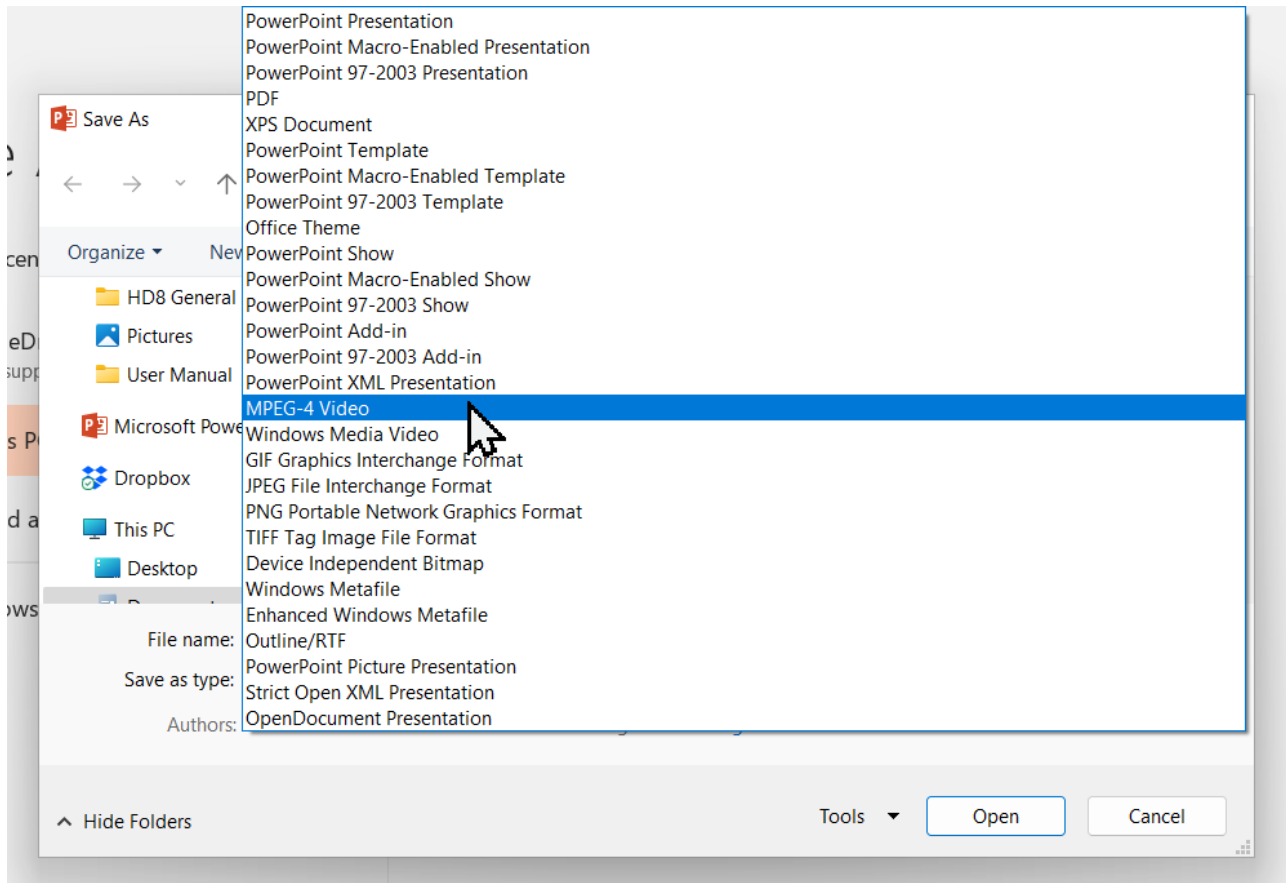 PowerPoint Presentation
PowerPoint Macro-Enabled Presentation
PowerPoint 97-2003 Presentation
PDF
XPS Document
PowerPoint Template
PowerPoint Macro-Enabled Template
PowerPoint 97-2003 Template
Office Theme
PowerPoint Show
PowerPoint Macro-Enabled Show
PowerPoint 97-2003 Show
PowerPoint Add-in
PowerPoint 97-2003 Add-in
PowerPoint XML Presentation
MPEG-4 Video
Windows Media Video
GIF Graphics Interchange Format
JPEG File Interchange Format
PNG Portable Network Graphics Format
TIFF Tag Image File Format
Device Independent Bitmap
Windows Metafile
Enhanced Windows Metafile
Outline/RTF
PowerPoint Picture Presentation
Strict Open XML Presentation
OpenDocument Presentation
Save As
Organize
New
HD8 General
Pictures
User Manual
Microsoft Powe
Dropbox
This PC
Desktop
File name:
Save as type:
Authors:
Hide Folders
Tools
Open
Cancel